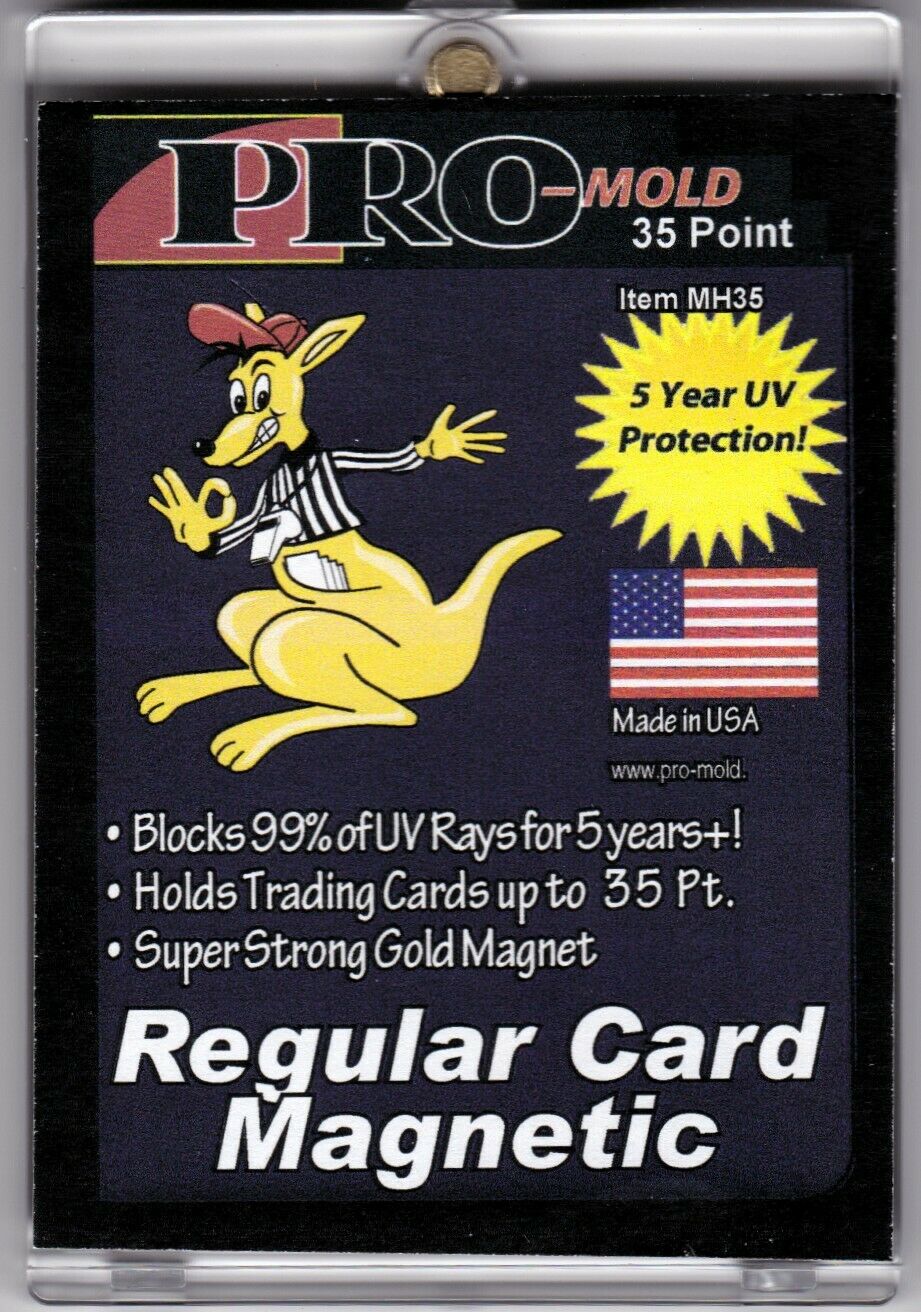 PRO-MOLD
35 Point
Item MH35
5 Year UV
Protection!
Made in USA
www.pro-mold.
• Blocks 99% of UV Rays for 5 years+!
• Holds Trading Cards up to 35 Pt.
• Super Strong Gold Magnet
Regular Card
Magnetic